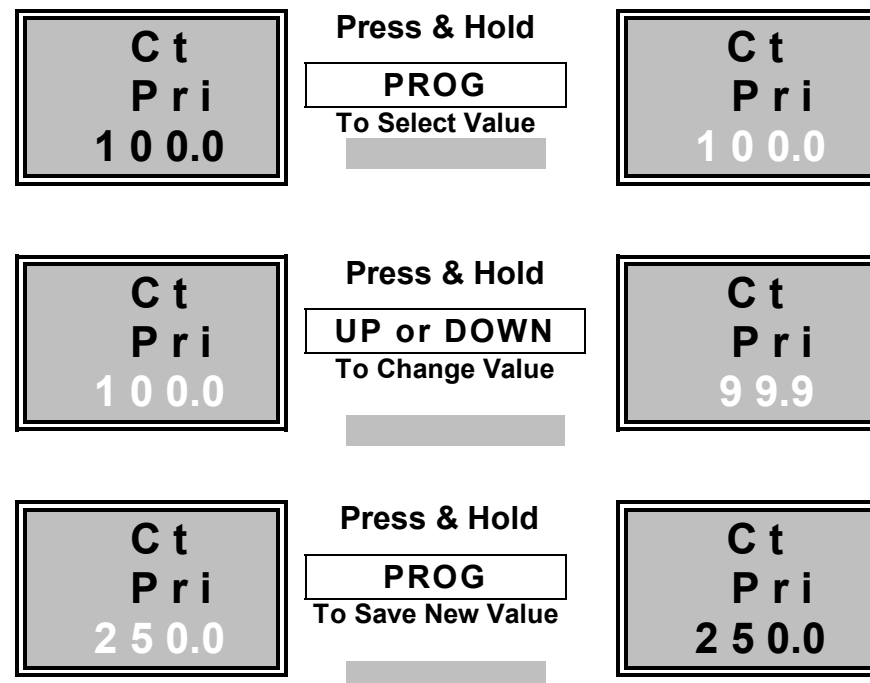 C t
P r i
1 0 0.0
Press & Hold
PROG
To Select Value
C t
P r i
1 0 0.0
C t
P r i
1 0 0.0
Press & Hold
UP or DOWN
To Change Value
C t
P r i
9 9.9
C t
P r i
2 5 0.0
Press & Hold
PROG
To Save New Value
C t
P r i
2 5 0.0